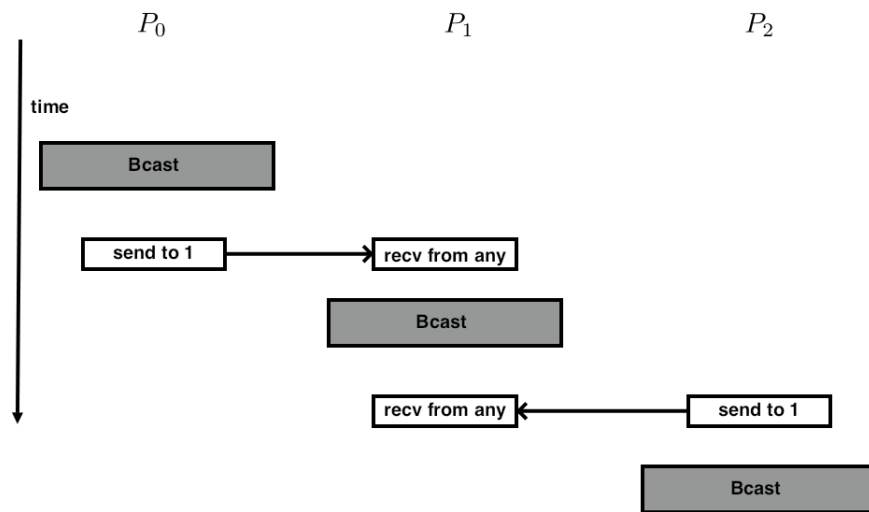 P₀ P₁ P₂
time
Bcast
send to 1 recv from any
Bcast
recv from any send to 1
Bcast